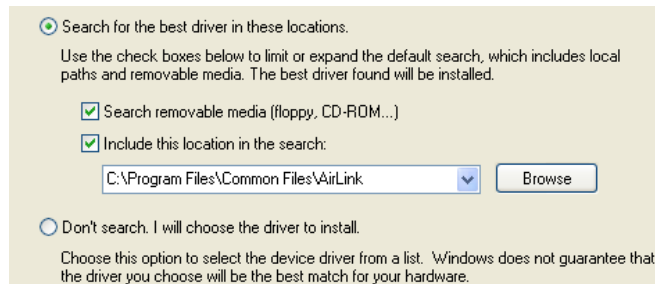 Search for the best driver in these locations.
Use the check boxes below to limit or expand the default search, which includes local
paths and removable media. The best driver found will be installed.
Search removable media (floppy, CD-ROM...)
Include this location in the search:
C:\Program Files\Common Files\AirLink
Browse
Don't search. I will choose the driver to install.
Choose this option to select the device driver from a list. Windows does not guarantee that
the driver you choose will be the best match for your hardware.